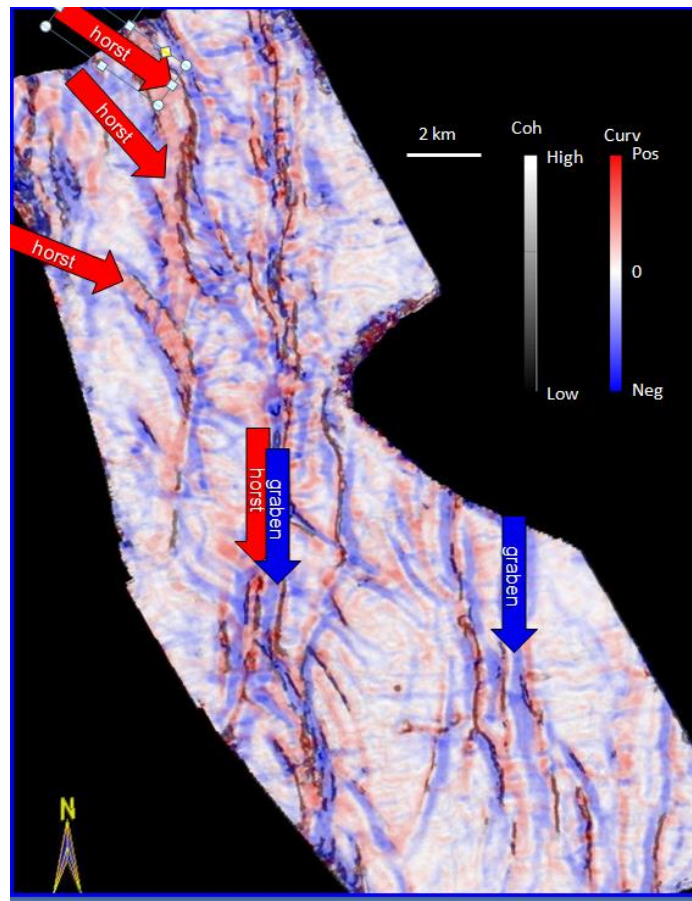 horst
horst
horst
2 km
Coh
High
Low
Curv
Pos
0
Neg
horst
graben
graben
N